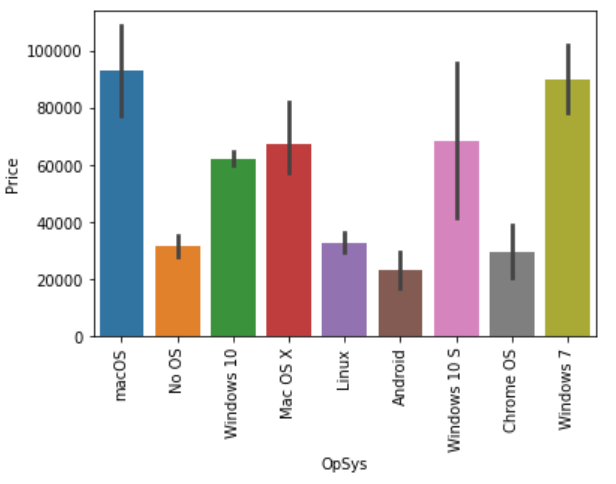 100000
80000
60000
40000
20000
0
Price
macOS
No OS
Windows 10
Mac OS X
Linux
Android
Windows 10 S
Chrome OS
Windows 7
OpSys